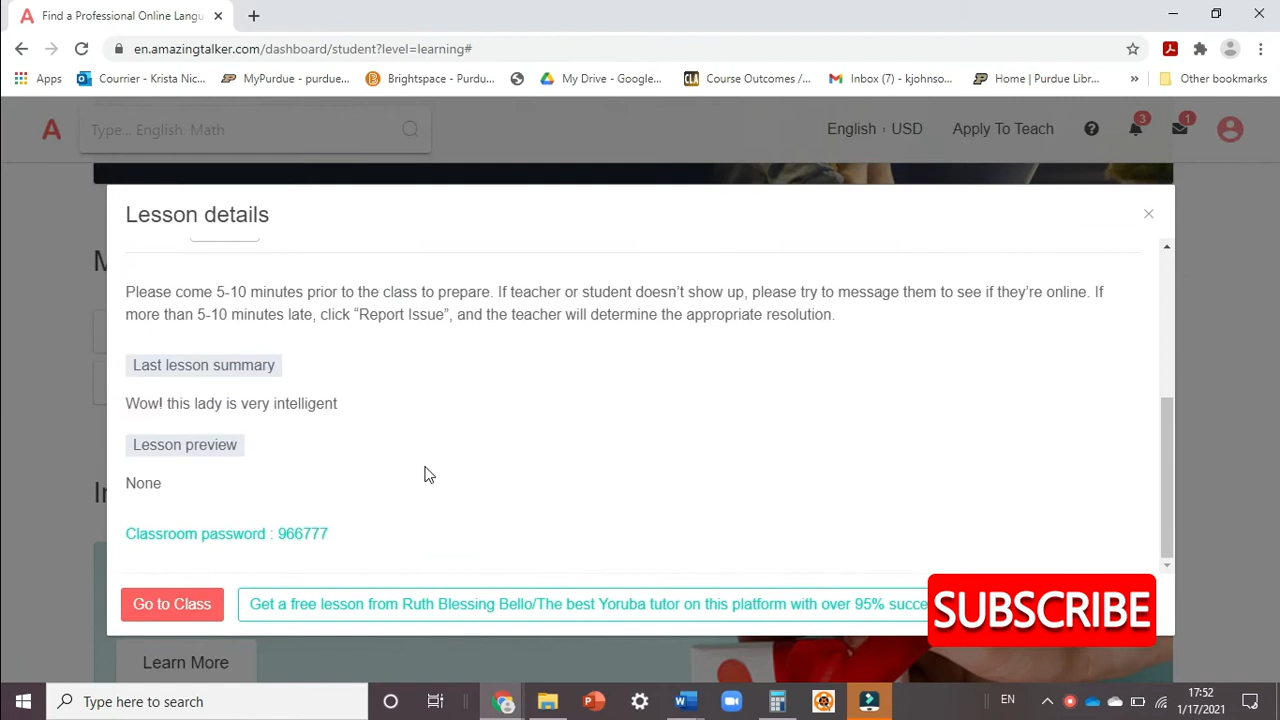 Find a Professional Online Langu
en.amazingtalker.com/dashboard/student?level=learning#
Apps Courrier - Krista Nic... MyPurdue - purdue... Brightspace - Purdu... My Drive - Google... CLA Course Outcomes /... Inbox (7) - kjohnso... Home | Purdue Libr... » Other bookmarks
A Type... English, Math English USD Apply To Teach 3 1
Lesson details
Please come 5-10 minutes prior to the class to prepare. If teacher or student doesn't show up, please try to message them to see if they're online. If
more than 5-10 minutes late, click “Report Issue”, and the teacher will determine the appropriate resolution.
Last lesson summary
Wow! this lady is very intelligent
Lesson preview
None
Classroom password : 966777
Go to Class Get a free lesson from Ruth Blessing Bello/The best Yoruba tutor on this platform with over 95% succe
SUBSCRIBE
Learn More
Type here to search EN 17:52
1/17/2021